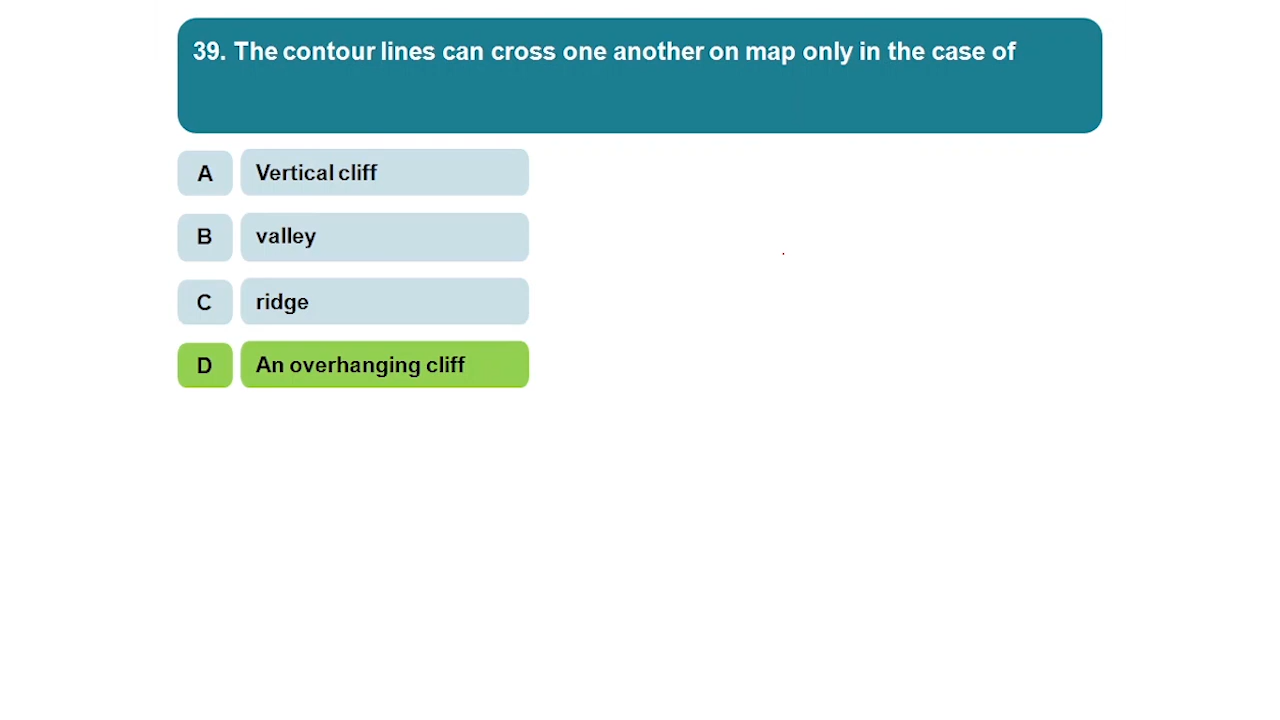 39. The contour lines can cross one another on map only in the case of
A Vertical cliff
B valley
C ridge
D An overhanging cliff